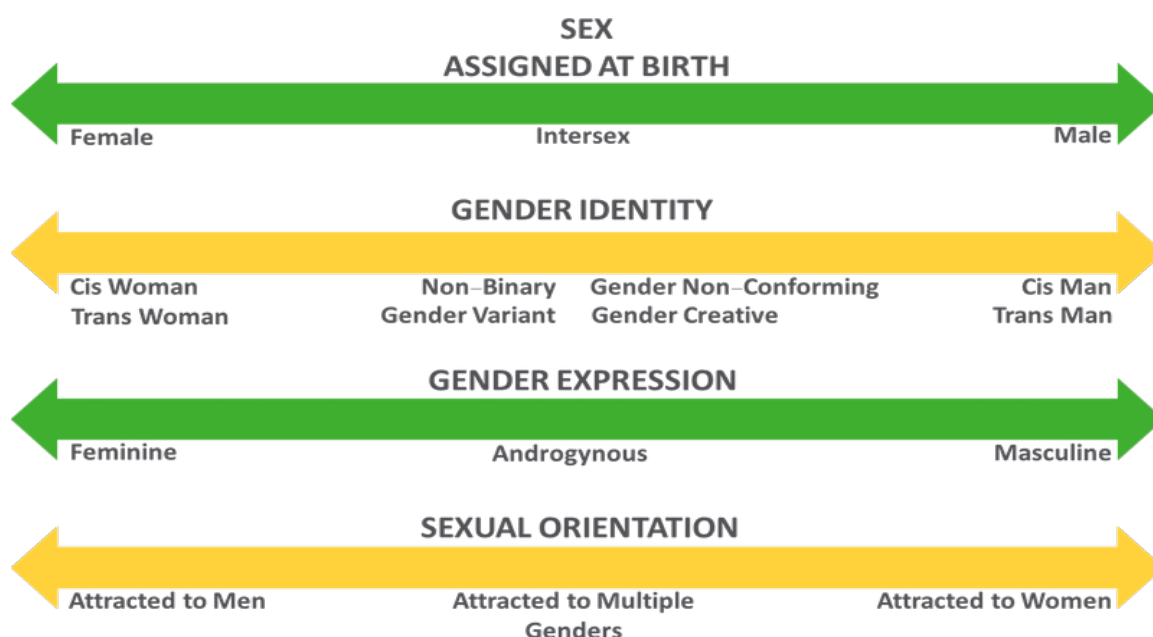 SEX
ASSIGNED AT BIRTH
Female Intersex Male
GENDER IDENTITY
Cis Woman Non–Binary Gender Non–Conforming Cis Man
Trans Woman Gender Variant Gender Creative Trans Man
GENDER EXPRESSION
Feminine Androgynous Masculine
SEXUAL ORIENTATION
Attracted to Men Attracted to Multiple Attracted to Women
Genders